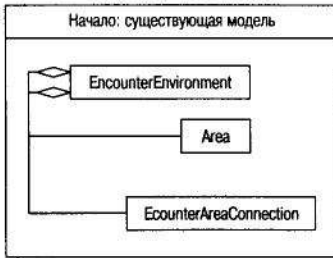 Начало: существующая модель
EncounterEnvironment
Area
EcounterAreaConnection